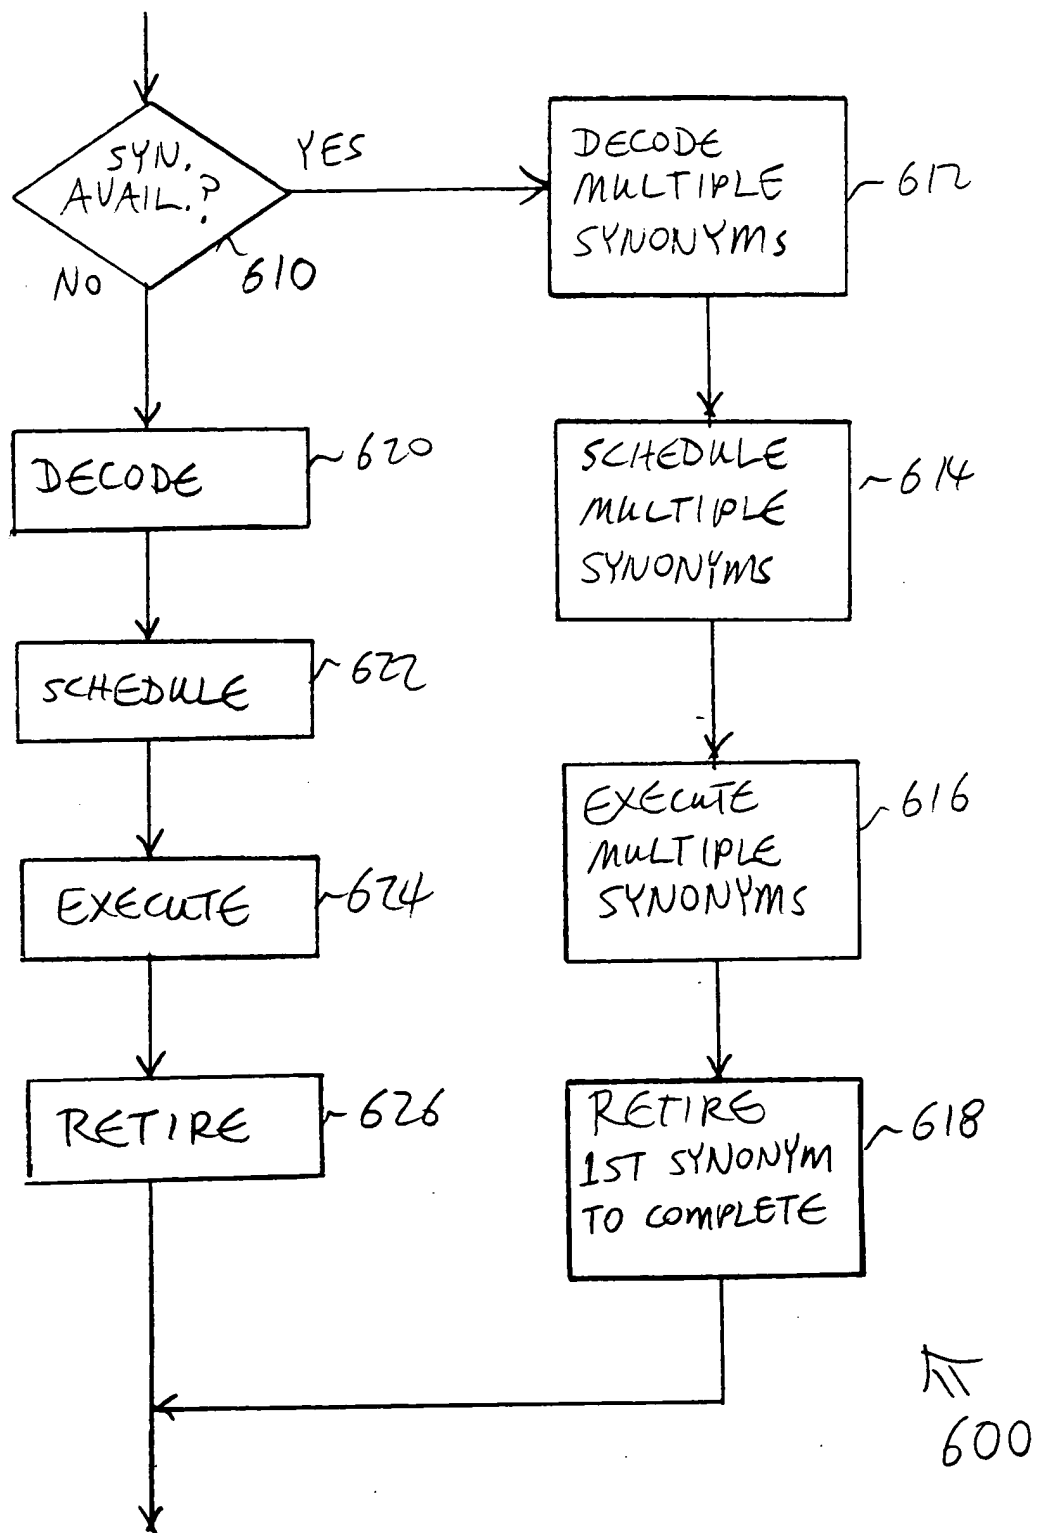 SYN.
AVAIL.?
YES
NO
610
DECODE
MULTIPLE
SYNONYMS
612
SCHEDULE
MULTIPLE
SYNONYMS
614
EXECUTE
MULTIPLE
SYNONYMS
616
RETIRE
1ST SYNONYM
TO COMPLETE
618
DECODE
620
SCHEDULE
622
EXECUTE
624
RETIRE
626
600